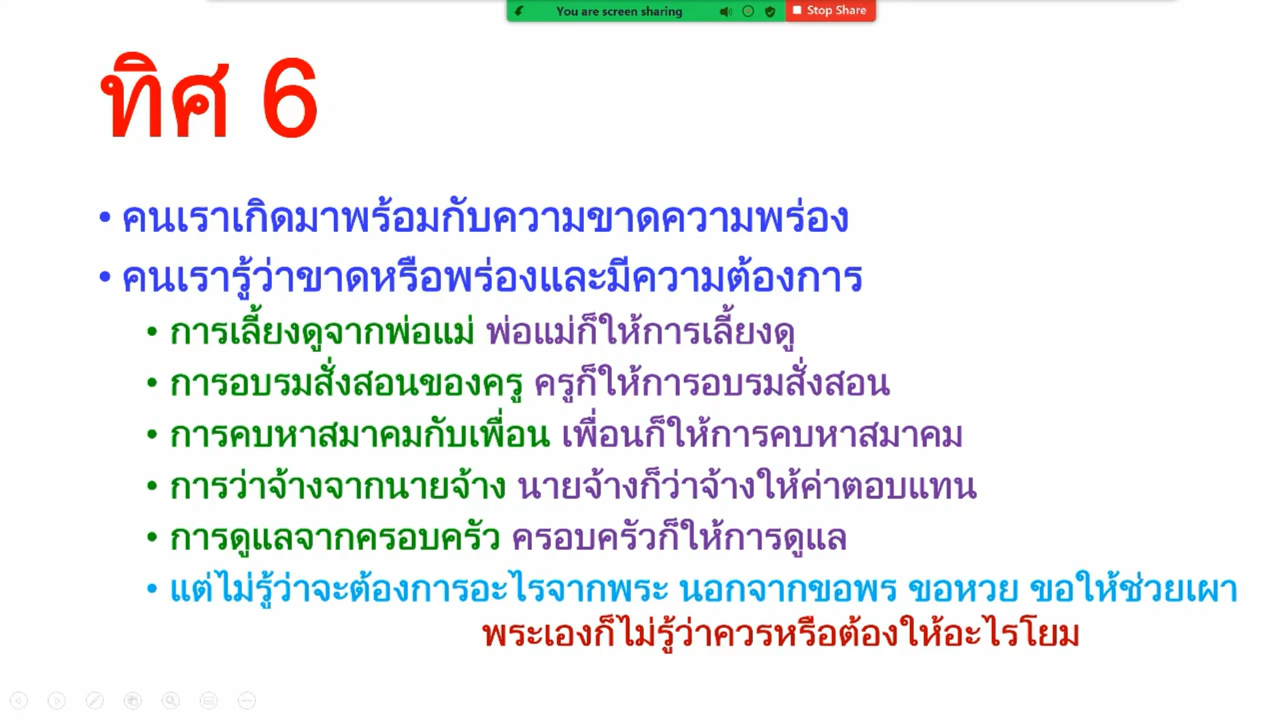 You are screen sharing
Stop Share
ทิศ 6
• คนเราเกิดมาพร้อมกับความขาดความพร่อง
• คนเรารู้ว่าขาดหรือพร่องและมีความต้องการ
• การเลี้ยงดูจากพ่อแม่ พ่อแม่ก็ให้การเลี้ยงดู
• การอบรมสั่งสอนของครู ครูก็ให้การอบรมสั่งสอน
• การคบหาสมาคมกับเพื่อน เพื่อนก็ให้การคบหาสมาคม
• การว่าจ้างจากนายจ้าง นายจ้างก็ว่าจ้างให้ค่าตอบแทน
• การดูแลจากครอบครัว ครอบครัวก็ให้การดูแล
• แต่ไม่รู้ว่าจะต้องการอะไรจากพระ นอกจากขอพร ขอหวย ขอให้ช่วยเผา
พระเองก็ไม่รู้ว่าควรหรือต้องให้อะไรโยม